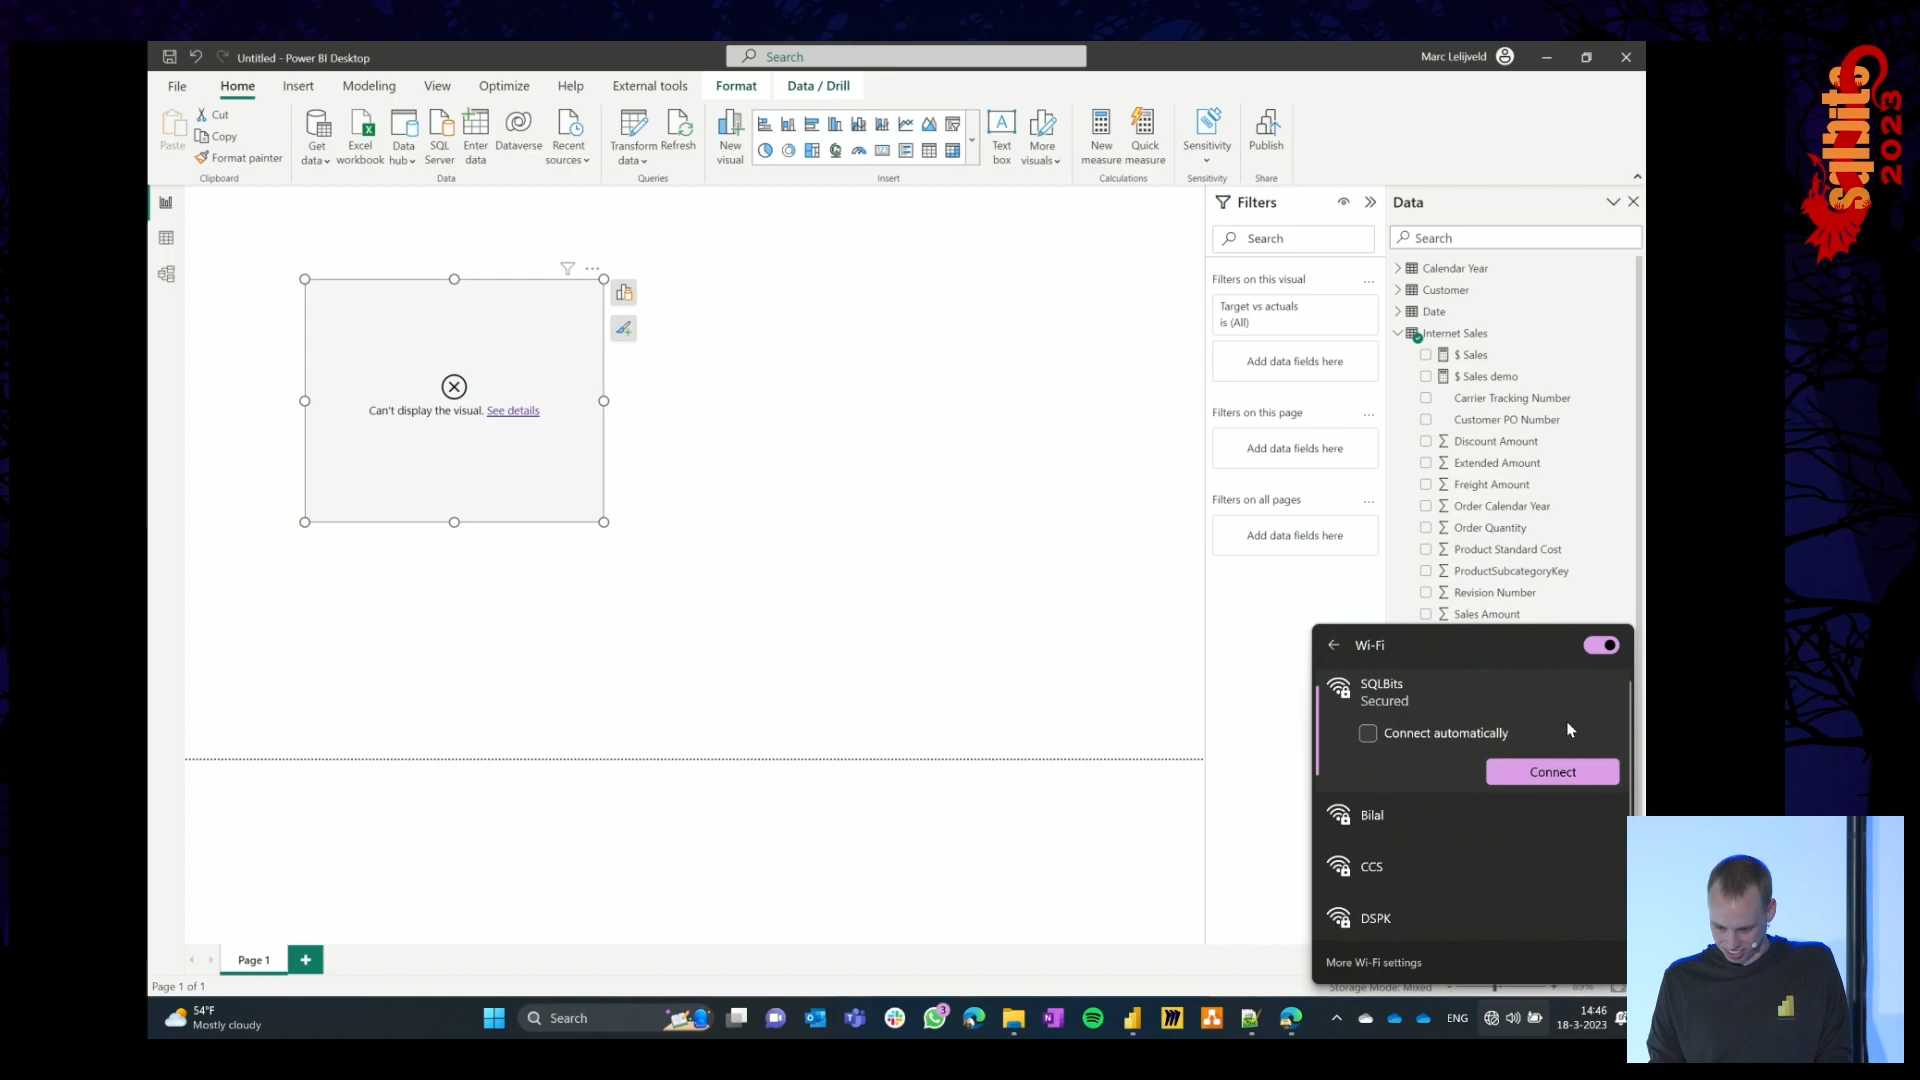 Untitled - Power BI Desktop
Search
Marc Lelijveld
File
Home
Insert
Modeling
View
Optimize
Help
External tools
Format
Data / Drill
Paste
Cut
Copy
Format painter
Clipboard
Get data
Excel workbook
Data hub
SQL Server
Enter data
Dataverse
Recent sources
Data
Transform data
Refresh
Queries
New visual
Text box
More visuals
Insert
New measure
Quick measure
Calculations
Sensitivity
Sensitivity
Publish
Share
sqlbits
2023
Can't display the visual. See details
Filters
Search
Filters on this visual
Target vs actuals
is (All)
Add data fields here
Filters on this page
Add data fields here
Filters on all pages
Add data fields here
Data
Search
Calendar Year
Customer
Date
Internet Sales
$ Sales
$ Sales demo
Carrier Tracking Number
Customer PO Number
Discount Amount
Extended Amount
Freight Amount
Order Calendar Year
Order Quantity
Product Standard Cost
ProductSubcategoryKey
Revision Number
Sales Amount
Wi-Fi
SQLBits
Secured
Connect automatically
Connect
Bilal
CCS
DSPK
More Wi-Fi settings
Page 1
Page 1 of 1
Storage Mode: Mixed
89%
54°F
Mostly cloudy
Search
3
ENG
14:46
18-3-2023